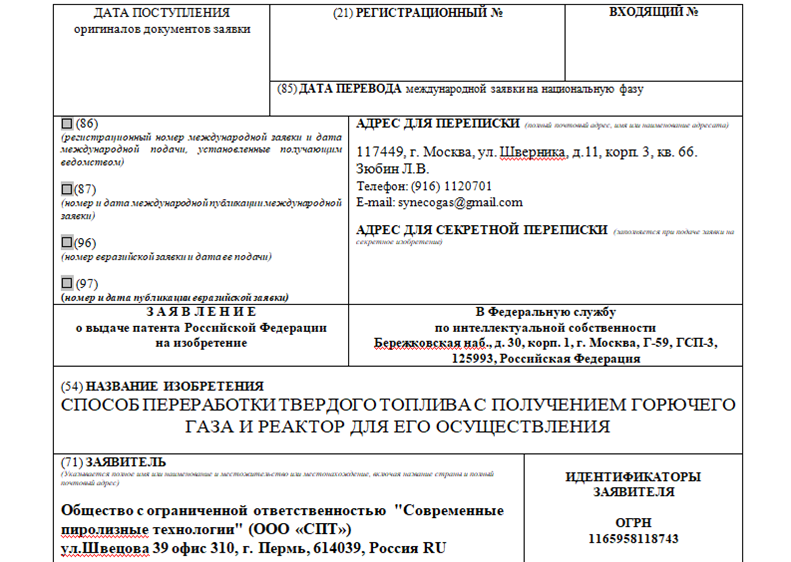 ДАТА ПОСТУПЛЕНИЯ
оригиналов документов заявки
(21) РЕГИСТРАЦИОННЫЙ №
ВХОДЯЩИЙ №
(85) ДАТА ПЕРЕВОДА международной заявки на национальную фазу
(86)
(регистрационный номер международной заявки и дата
международной подачи, установленные получающим
ведомством)
(87)
(номер и дата международной публикации международной
заявки)
(96)
(номер евразийской заявки и дата ее подачи)
(97)
(номер и дата публикации евразийской заявки)
АДРЕС ДЛЯ ПЕРЕПИСКИ (полный почтовый адрес, имя или наименование адресата)
117449, г. Москва, ул. Шверника, д.11, корп. 3, кв. 66.
Зюбин Л.В.
Телефон: (916) 1120701
E-mail: synecogas@gmail.com
АДРЕС ДЛЯ СЕКРЕТНОЙ ПЕРЕПИСКИ (заполняется при подаче заявки на
секретное изобретение)
З А Я В Л Е Н И Е
о выдаче патента Российской Федерации
на изобретение
В Федеральную службу
по интеллектуальной собственности
Бережковская наб., д. 30, корп. 1, г. Москва, Г-59, ГСП-3,
125993, Российская Федерация
(54) НАЗВАНИЕ ИЗОБРЕТЕНИЯ
СПОСОБ ПЕРЕРАБОТКИ ТВЕРДОГО ТОПЛИВА С ПОЛУЧЕНИЕМ ГОРЮЧЕГО
ГАЗА И РЕАКТОР ДЛЯ ЕГО ОСУЩЕСТВЛЕНИЯ
(71) ЗАЯВИТЕЛЬ
(Указывается полное имя или наименование и местожительство или местонахождение, включая название страны и полный
почтовый адрес)
Общество с ограниченной ответственностью "Современные
пиролизные технологии" (ООО «СПТ»)
ул.Швецова 39 офис 310, г. Пермь, 614039, Россия RU
ИДЕНТИФИКАТОРЫ
ЗАЯВИТЕЛЯ
ОГРН
1165958118743